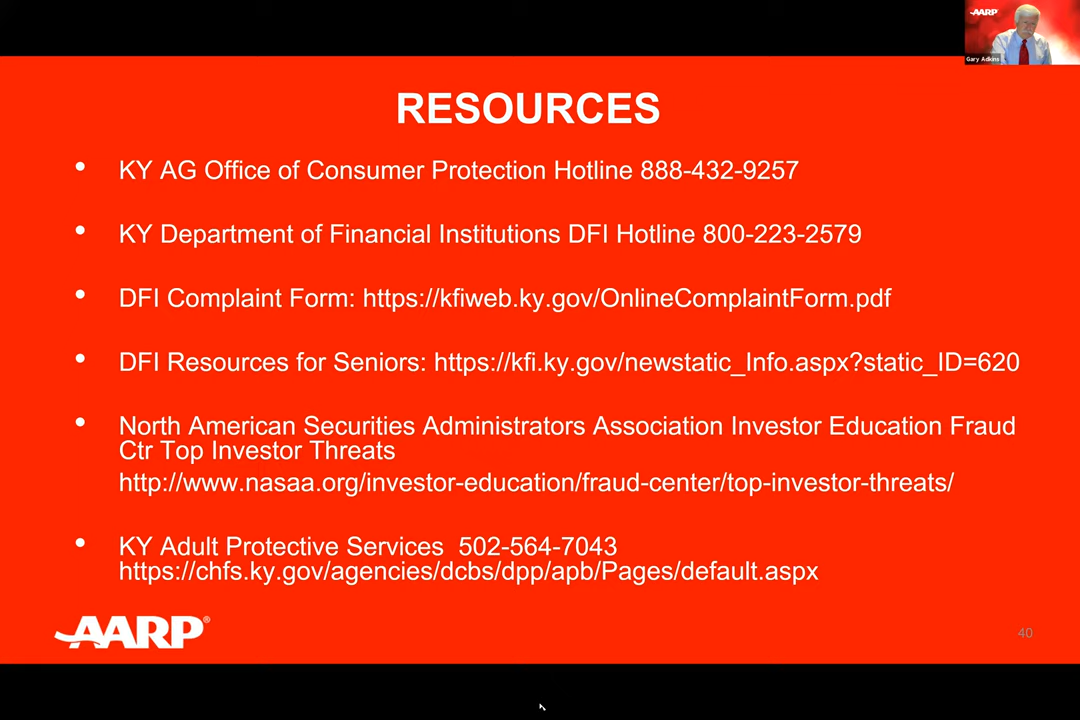 AARP
Gary Adkins
RESOURCES
• KY AG Office of Consumer Protection Hotline 888-432-9257
• KY Department of Financial Institutions DFI Hotline 800-223-2579
• DFI Complaint Form: https://kfiweb.ky.gov/OnlineComplaintForm.pdf
• DFI Resources for Seniors: https://kfi.ky.gov/newstatic_Info.aspx?static_ID=620
• North American Securities Administrators Association Investor Education Fraud
Ctr Top Investor Threats
http://www.nasaa.org/investor-education/fraud-center/top-investor-threats/
• KY Adult Protective Services 502-564-7043
https://chfs.ky.gov/agencies/dcbs/dpp/apb/Pages/default.aspx
AARP®
40